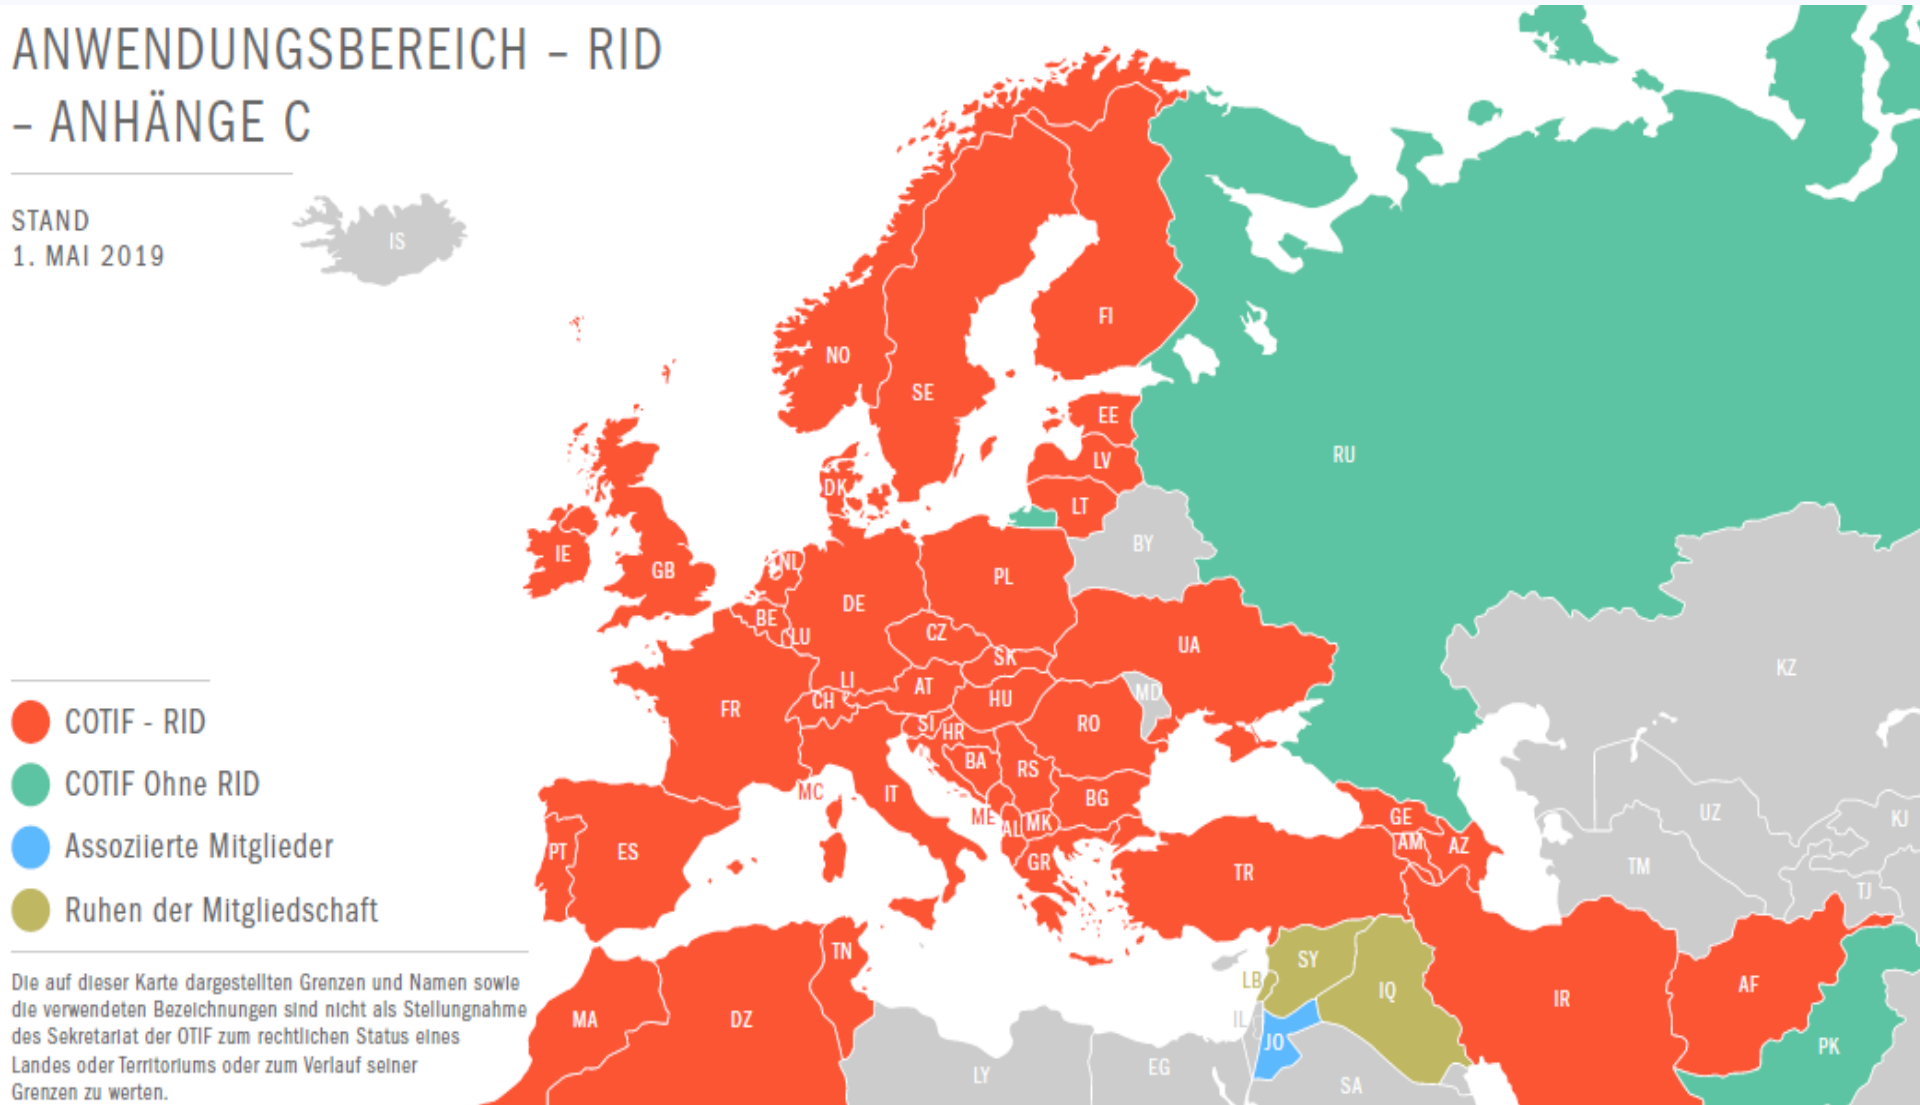 ANWENDUNGSBEREICH – RID
– ANHÄNGE C
STAND
1. MAI 2019
IS
NO
SE
FI
EE
LV
LT
DK
RU
IE
GB
NL
BE
LU
DE
PL
BY
CZ
SK
UA
KZ
LI
CH
AT
HU
MD
FR
SI
HR
RO
BA
RS
MC
IT
ME
AL
MK
BG
GE
AM
AZ
UZ
KJ
PT
ES
GR
TR
TM
TJ
TN
SY
LB
IQ
AF
MA
DZ
IL
JO
IR
PK
LY
EG
SA
COTIF - RID
COTIF Ohne RID
Assoziierte Mitglieder
Ruhen der Mitgliedschaft
Die auf dieser Karte dargestellten Grenzen und Namen sowie
die verwendeten Bezeichnungen sind nicht als Stellungnahme
des Sekretariat der OTIF zum rechtlichen Status eines
Landes oder Territoriums oder zum Verlauf seiner
Grenzen zu werten.